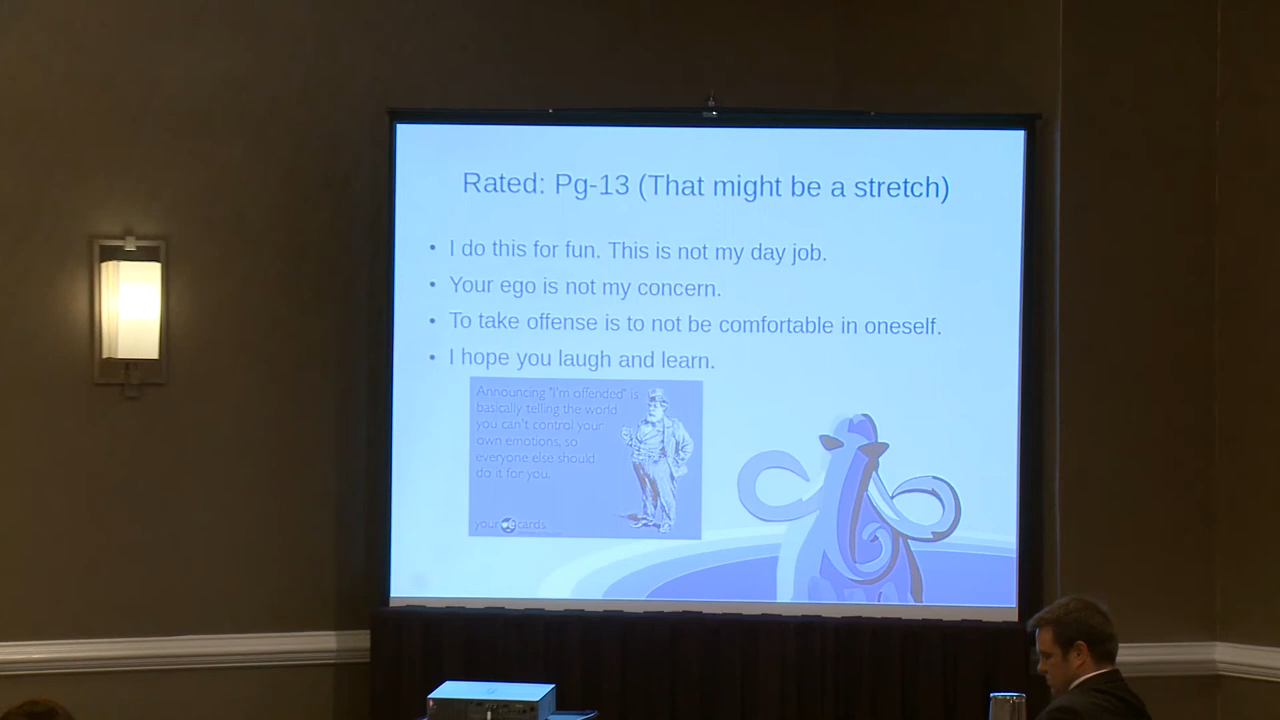 Rated: Pg-13 (That might be a stretch)
• I do this for fun. This is not my day job.
• Your ego is not my concern.
• To take offense is to not be comfortable in oneself.
• I hope you laugh and learn.
Announcing "I'm offended" is
basically telling the world
you can't control your
own emotions, so
everyone else should
do it for you.
your e cards